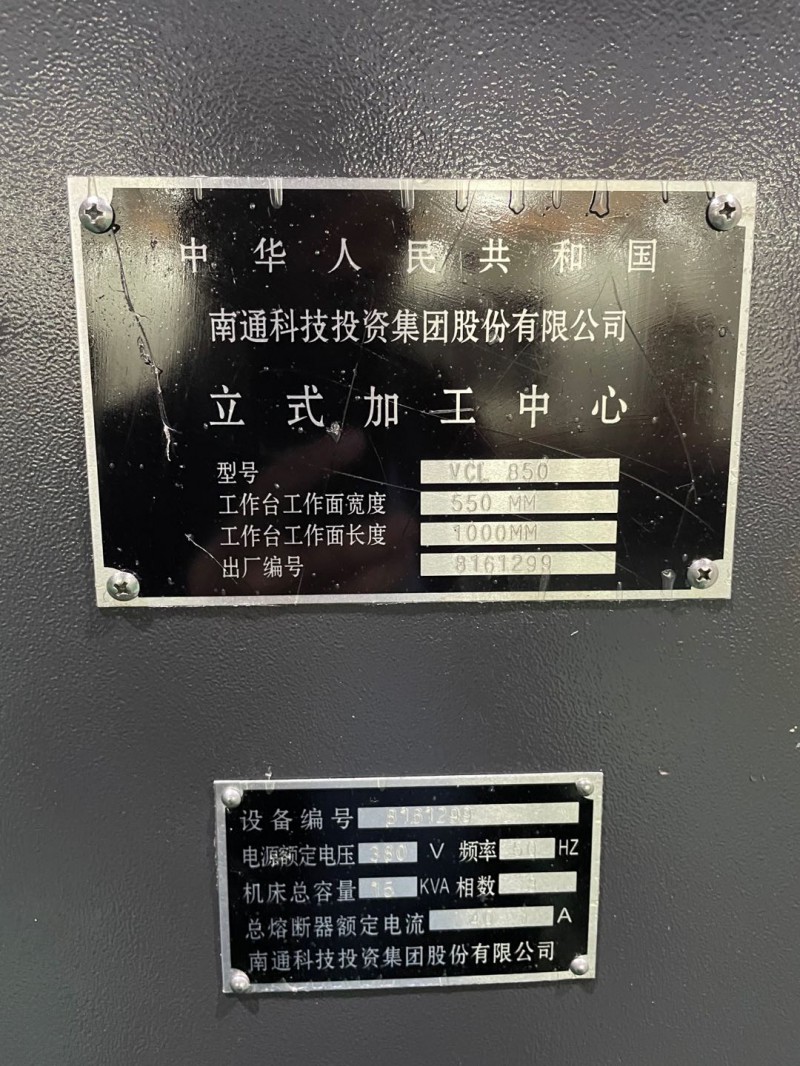 中华人民共和国
南通科技投资集团股份有限公司
立式加工中心
型号 VCL 850
工作台工作面宽度 550 MM
工作台工作面长度 1000MM
出厂编号 8161299
设备编号 8161299
电源额定电压 380 V 频率 50 HZ
机床总容量 15 KVA 相数 3
总熔断器额定电流 40 A
南通科技投资集团股份有限公司